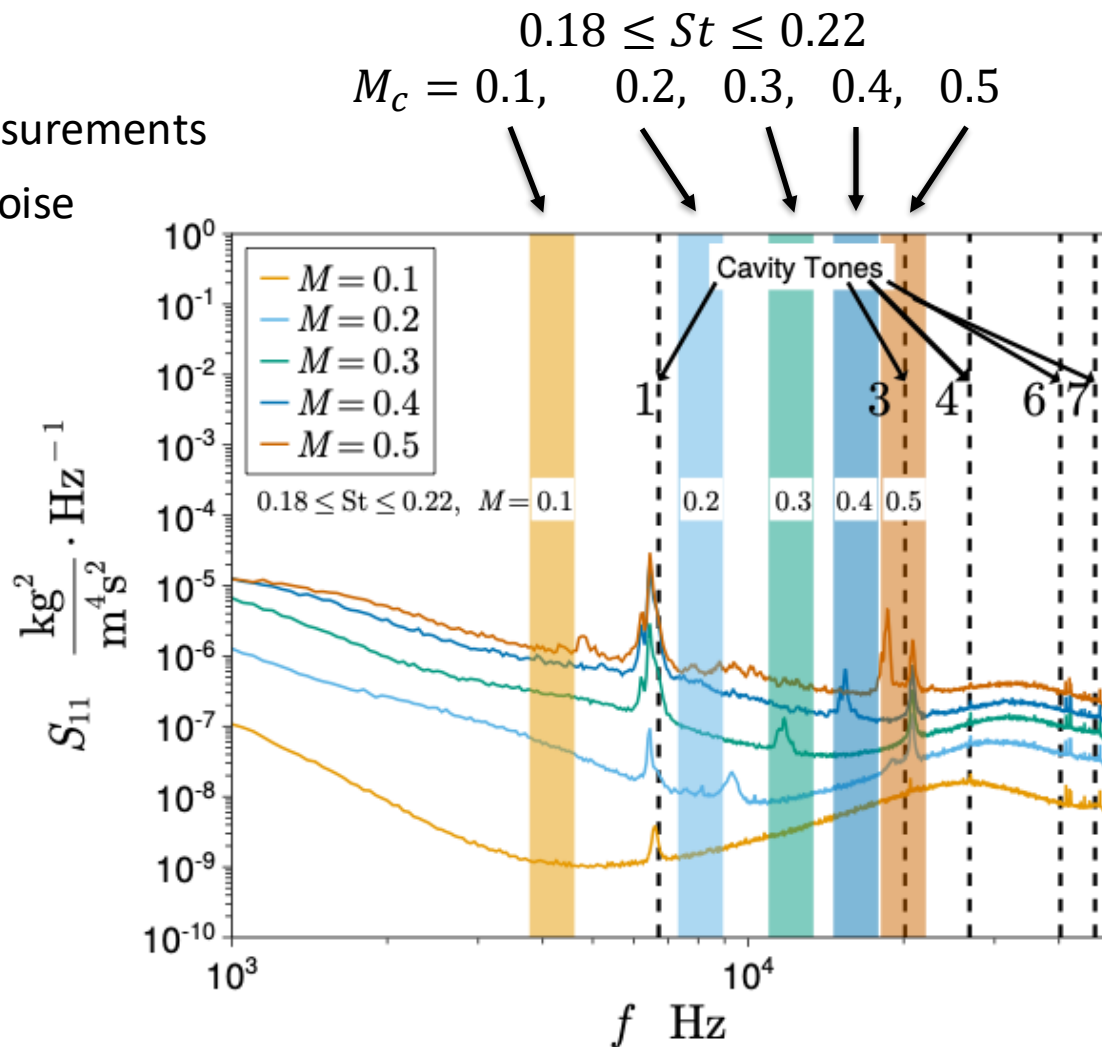 0.18 ≤ St ≤ 0.22
M_c = 0.1, 0.2, 0.3, 0.4, 0.5
surements
oise
10^0
10^-1
10^-2
10^-3
10^-4
10^-5
10^-6
10^-7
10^-8
10^-9
10^-10
S_11 kg^2/m^4s^2 · Hz^-1
M = 0.1
M = 0.2
M = 0.3
M = 0.4
M = 0.5
Cavity Tones
1 3 4 6 7
0.18 ≤ St ≤ 0.22, M = 0.1 0.2 0.3 0.4 0.5
10^3 10^4
f Hz